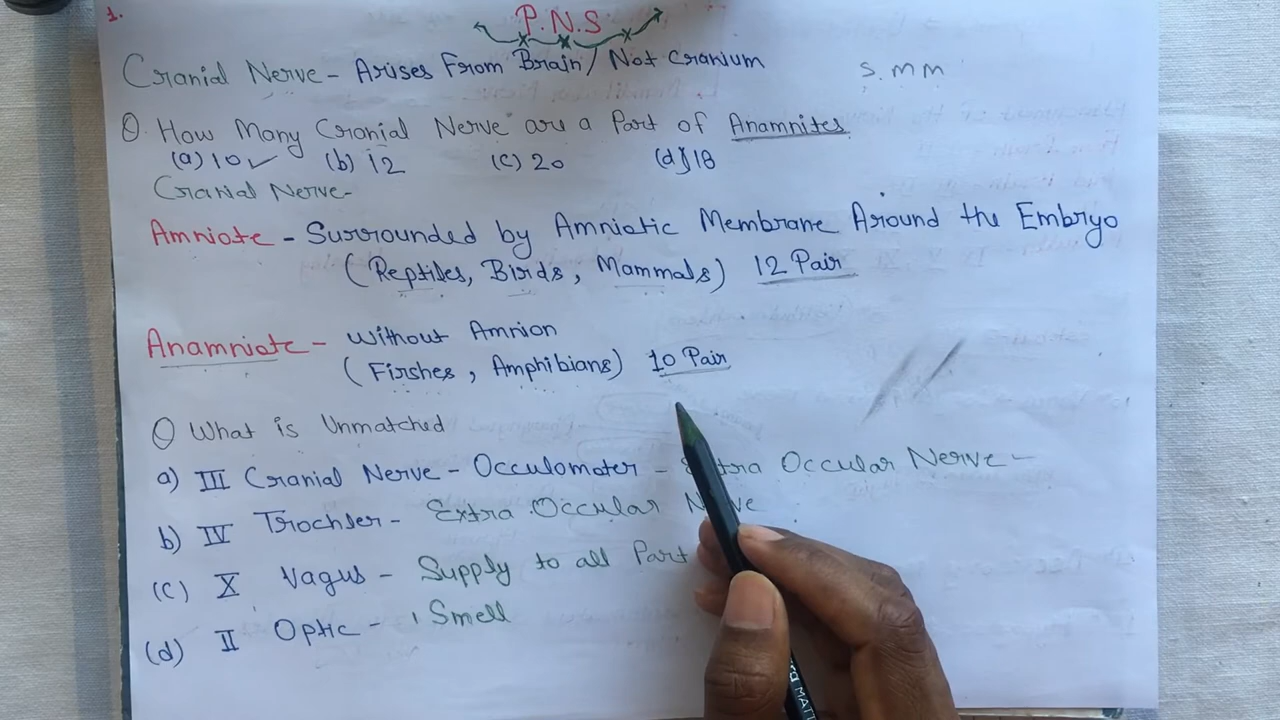 1.
P.N.S
Cranial Nerve - Arises From Brain / Not Cranium
S.MM
Q. How Many Cranial Nerve are a Part of Anamnites
(a) 10 ✓ (b) 12 (c) 20 (d) 18
Cranial Nerve-
Amniote - Surrounded by Amniatic Membrane Around the Embryo
(Reptiles, Birds, Mammals) 12 Pair
Anamniote - Without Amnion
(Firshes, Amphibians) 10 Pair
Q What is Unmatched
a) III Cranial Nerve - Occulomoter - Occular Nerve -
b) IV Trochler - Extra Occular
(c) X Vagus - Supply to all Part
(d) II Optic - Smell